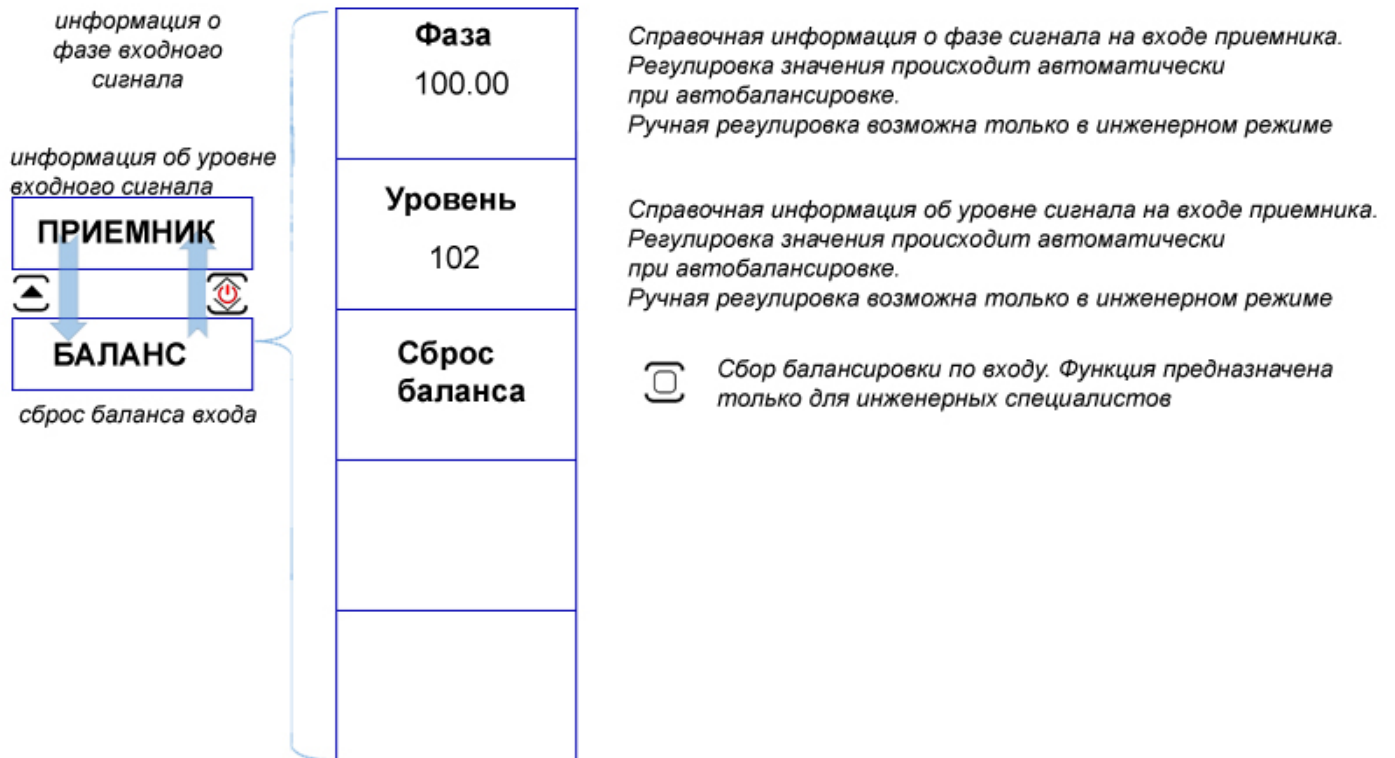 информация о
фазе входного
сигнала
информация об уровне
входного сигнала
ПРИЕМНИК
БАЛАНС
сброс баланса входа
Фаза
100.00
Уровень
102
Сброс
баланса
Справочная информация о фазе сигнала на входе приемника.
Регулировка значения происходит автоматически
при автобалансировке.
Ручная регулировка возможна только в инженерном режиме
Справочная информация об уровне сигнала на входе приемника.
Регулировка значения происходит автоматически
при автобалансировке.
Ручная регулировка возможна только в инженерном режиме
Сбор балансировки по входу. Функция предназначена
только для инженерных специалистов